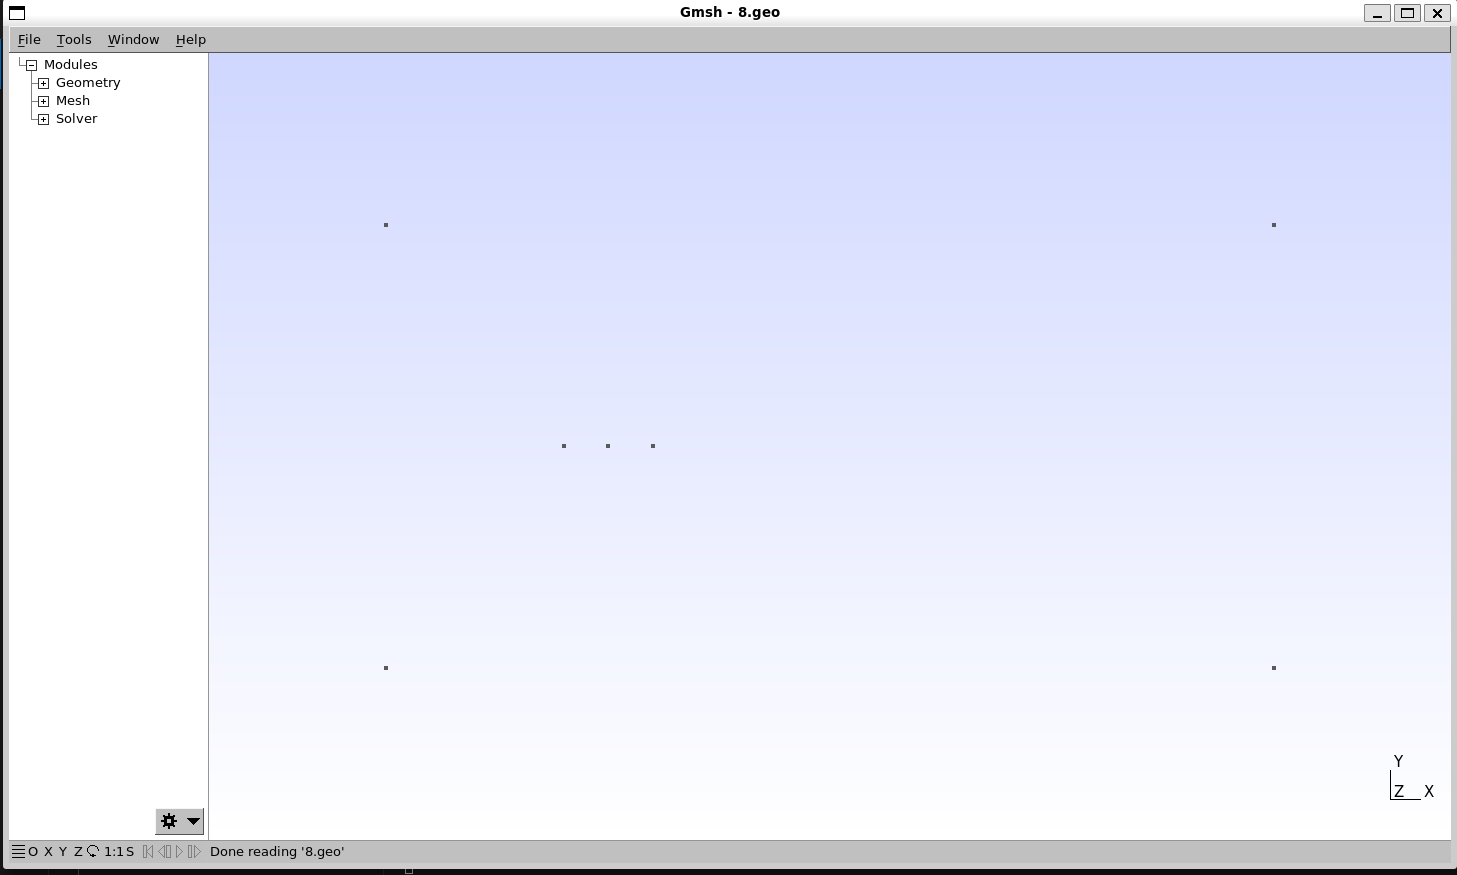 Gmsh - 8.geo
File Tools Window Help
Modules
Geometry
Mesh
Solver
Y
Z X
O X Y Z 1:1 S Done reading '8.geo'